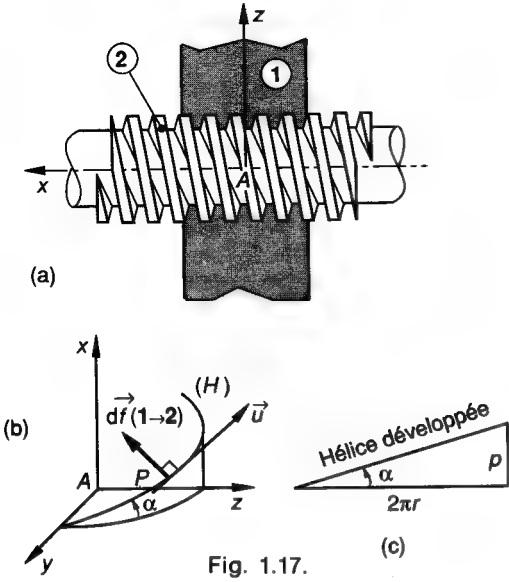 z
2
1
x
A
(a)
x
(H)
(b)
df(1→2)
u
A
P
α
z
y
Hélice développée
α
p
2πr
(c)
Fig. 1.17.